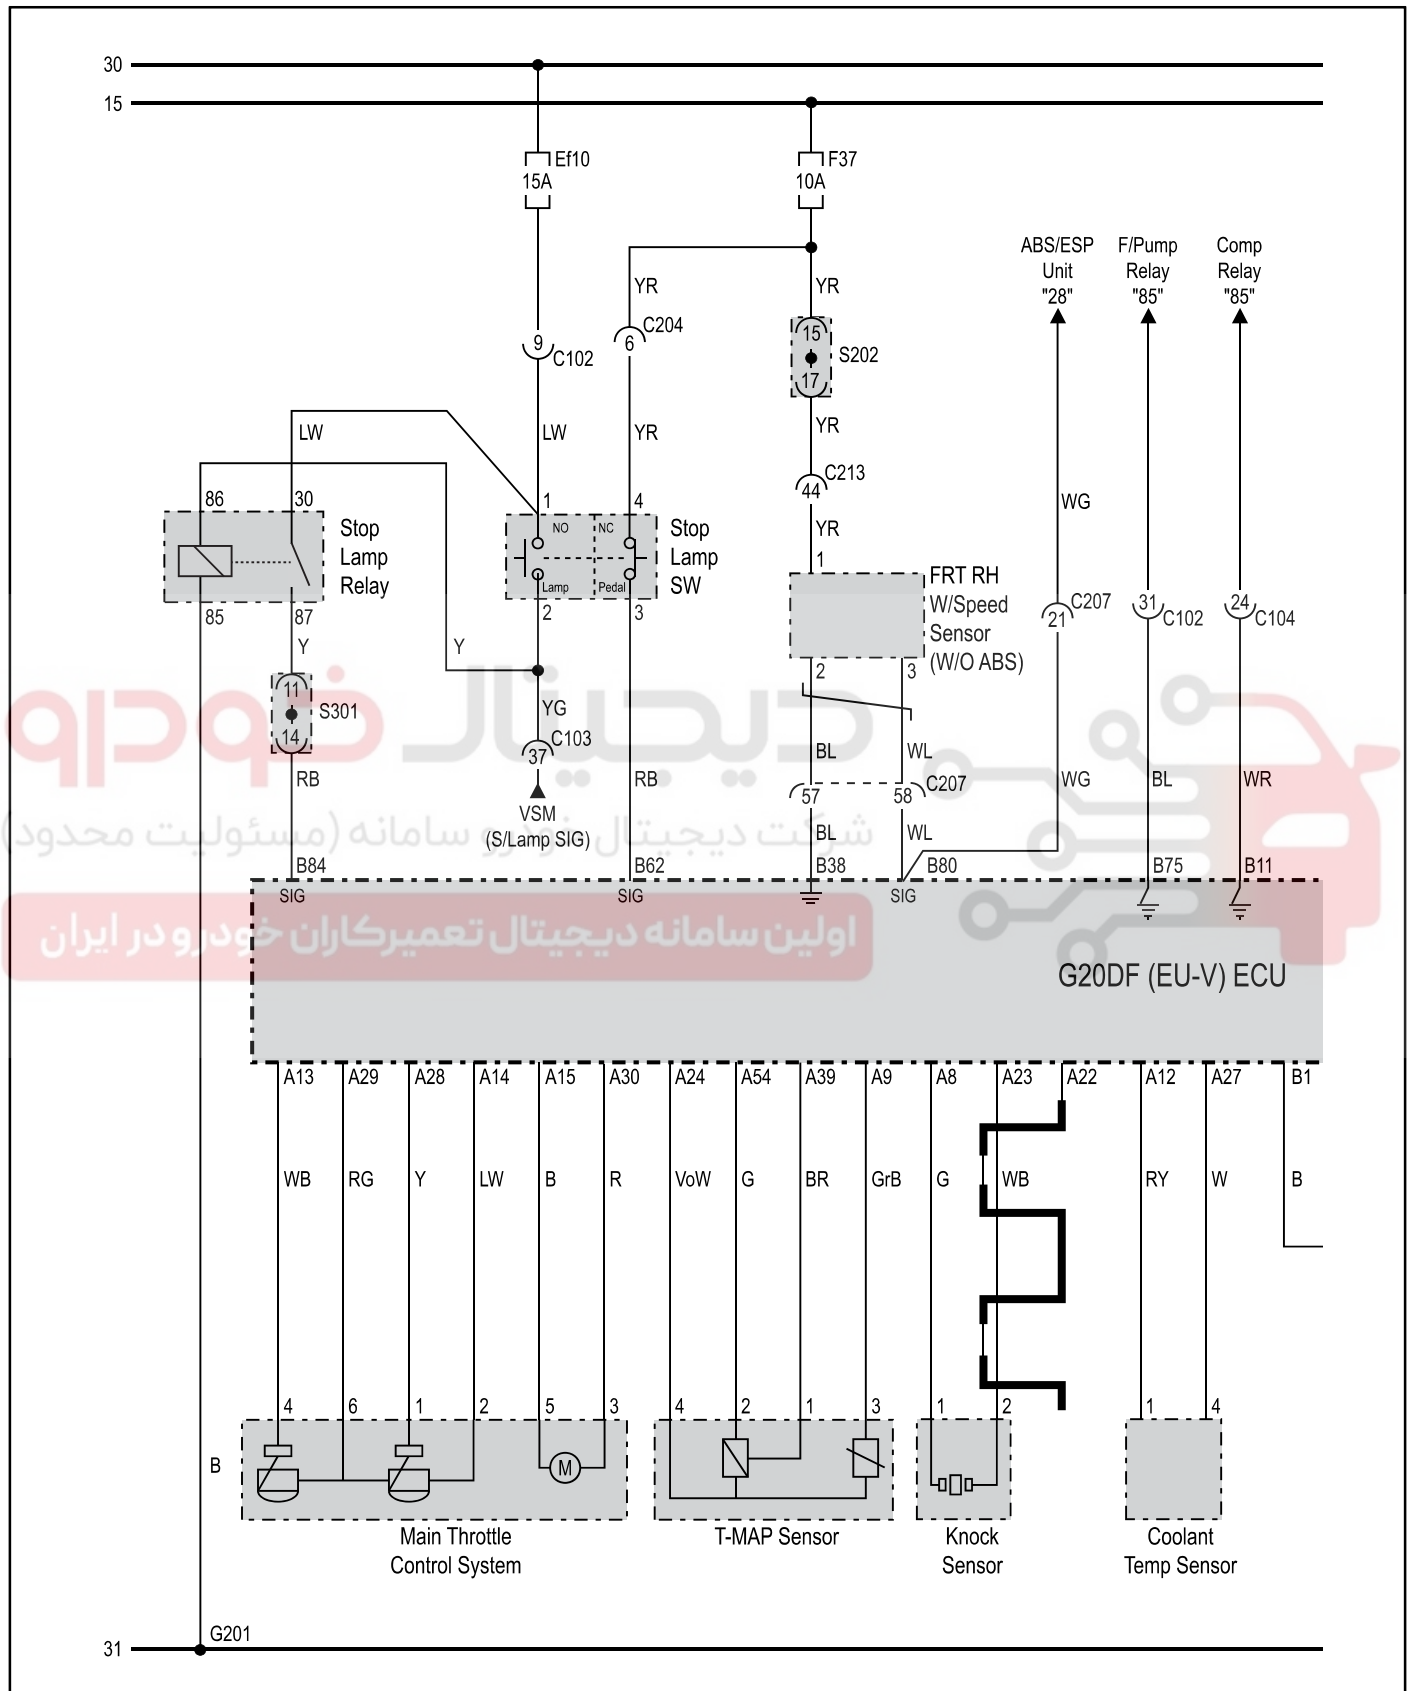 30
15
Ef10
15A
F37
10A
ABS/ESP
Unit
"28"
F/Pump
Relay
"85"
Comp
Relay
"85"
YR
YR
9
C102
6
C204
15
S202
17
LW
LW
YR
YR
C213
44
86
30
1
4
WG
YR
Stop
Lamp
Relay
NO
NC
Lamp
Pedal
Stop
Lamp
SW
1
FRT RH
W/Speed
Sensor
(W/O ABS)
21
C207
31
C102
24
C104
85
87
2
3
Y
Y
2
3
11
S301
14
YG
37
C103
VSM
(S/Lamp SIG)
RB
RB
BL
WL
57
58
C207
BL
WL
WG
BL
WR
دیجیتال خودرو
شرکت دیجیتال خودرو سامانه (مسئولیت محدود)
اولین سامانه دیجیتال تعمیرکاران خودرو در ایران
B84
B62
B38
B80
B75
B11
SIG
SIG
SIG
G20DF (EU-V) ECU
A13
A29
A28
A14
A15
A30
A24
A54
A39
A9
A8
A23
A22
A12
A27
B1
WB
RG
Y
LW
B
R
VoW
G
BR
GrB
G
WB
RY
W
B
4
6
1
2
5
3
4
2
1
3
1
2
1
4
B
M
Main Throttle
Control System
T-MAP Sensor
Knock
Sensor
Coolant
Temp Sensor
G201
31